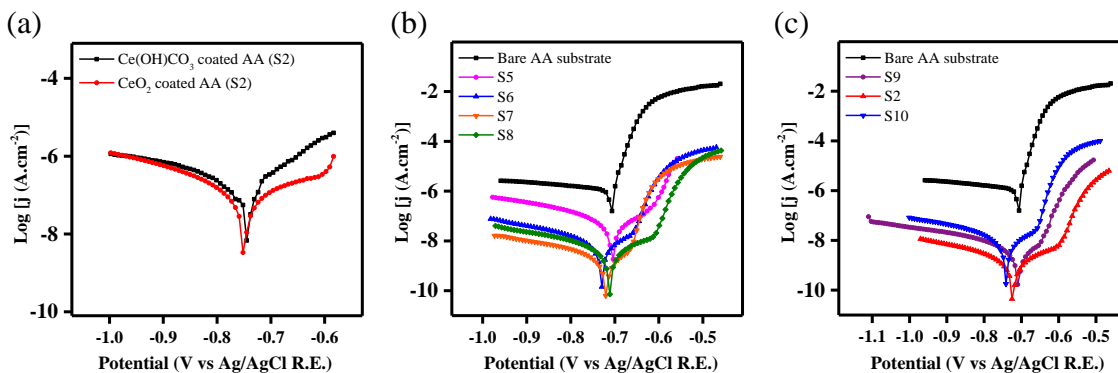 (a)
Ce(OH)CO₃ coated AA (S2)
CeO₂ coated AA (S2)
Log [j (A.cm⁻²)]
-4
-6
-8
-10
-1.0 -0.9 -0.8 -0.7 -0.6
Potential (V vs Ag/AgCl R.E.)
(b)
Bare AA substrate
S5
S6
S7
S8
Log [j (A.cm⁻²)]
-2
-4
-6
-8
-10
-1.0 -0.9 -0.8 -0.7 -0.6 -0.5
Potential (V vs Ag/AgCl R.E.)
(c)
Bare AA substrate
S9
S2
S10
Log [j (A.cm⁻²)]
-2
-4
-6
-8
-10
-1.1 -1.0 -0.9 -0.8 -0.7 -0.6 -0.5
Potential (V vs Ag/AgCl R.E.)